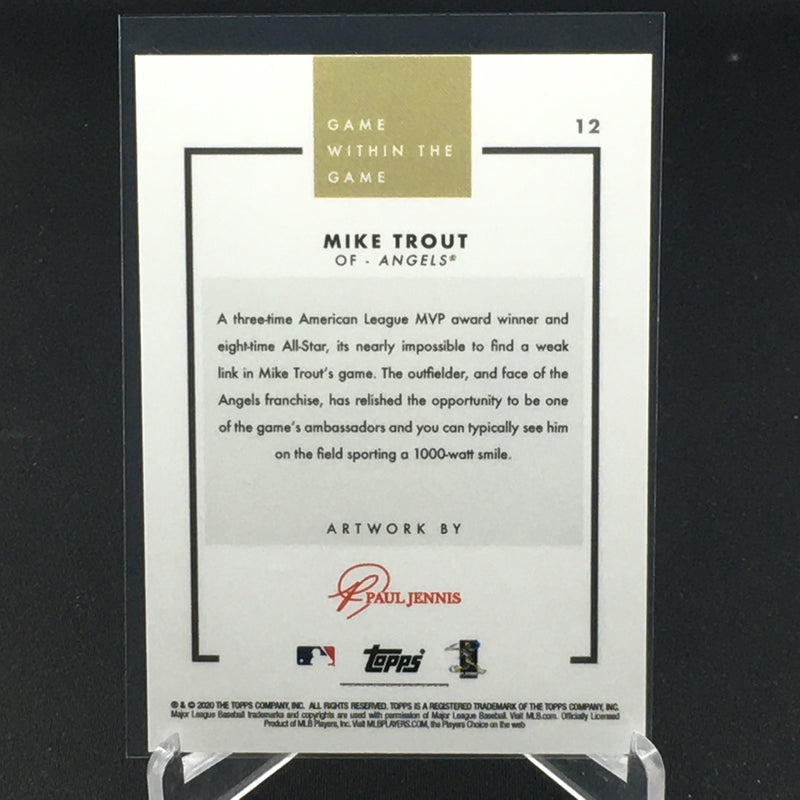 GAME
WITHIN THE
GAME
12
MIKE TROUT
OF - ANGELS®
A three-time American League MVP award winner and
eight-time All-Star, its nearly impossible to find a weak
link in Mike Trout's game. The outfielder, and face of the
Angels franchise, has relished the opportunity to be one
of the game's ambassadors and you can typically see him
on the field sporting a 1000-watt smile.
ARTWORK BY
PAUL JENNIS
Topps
® & © 2020 THE TOPPS COMPANY, INC. ALL RIGHTS RESERVED. TOPPS IS A REGISTERED TRADEMARK OF THE TOPPS COMPANY, INC.
Major League Baseball trademarks and copyrights are used with permission of Major League Baseball. Visit MLB.com. Officially Licensed
Product of MLB Players, Inc. Visit MLBPLAYERS.COM, the Players Choice on the web